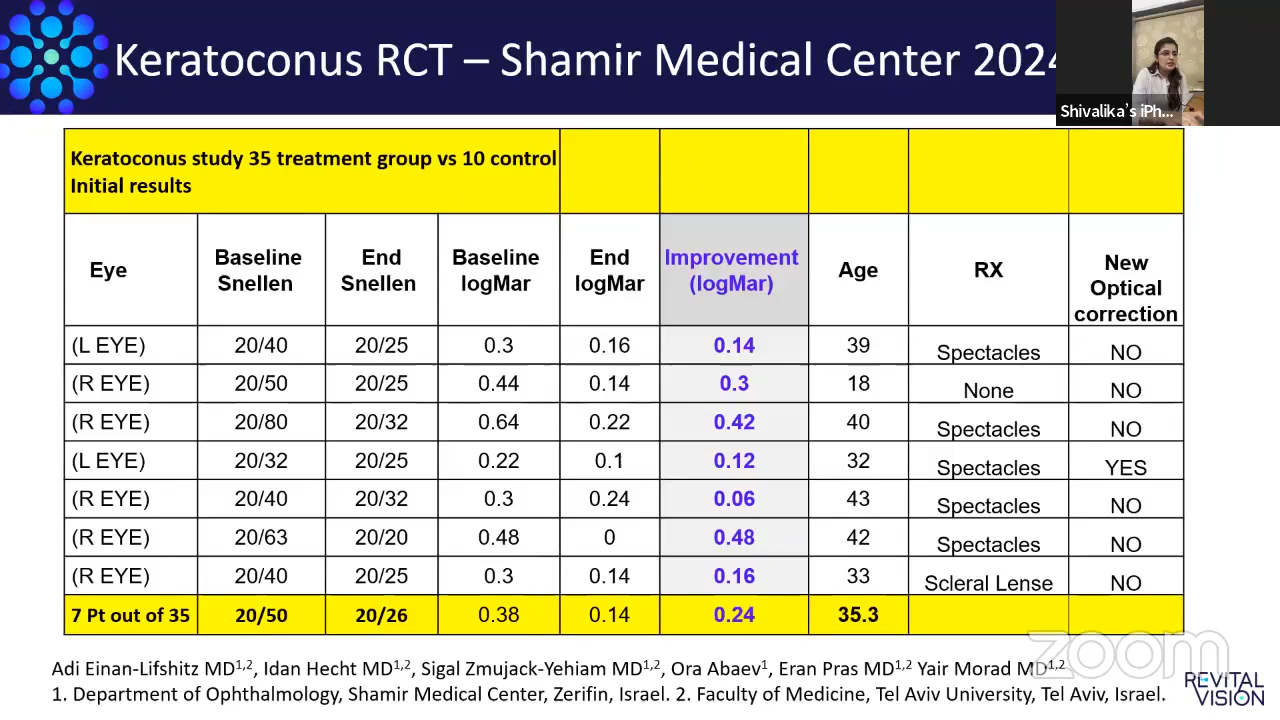 Keratoconus RCT – Shamir Medical Center 2024
Shivalika's iPh...
Keratoconus study 35 treatment group vs 10 control
Initial results
Eye Baseline Snellen End Snellen Baseline logMar End logMar Improvement (logMar) Age RX New Optical correction
(L EYE) 20/40 20/25 0.3 0.16 0.14 39 Spectacles NO
(R EYE) 20/50 20/25 0.44 0.14 0.3 18 None NO
(R EYE) 20/80 20/32 0.64 0.22 0.42 40 Spectacles NO
(L EYE) 20/32 20/25 0.22 0.1 0.12 32 Spectacles YES
(R EYE) 20/40 20/32 0.3 0.24 0.06 43 Spectacles NO
(R EYE) 20/63 20/20 0.48 0 0.48 42 Spectacles NO
(R EYE) 20/40 20/25 0.3 0.14 0.16 33 Scleral Lense NO
7 Pt out of 35 20/50 20/26 0.38 0.14 0.24 35.3
Adi Einan-Lifshitz MD1,2, Idan Hecht MD1,2, Sigal Zmujack-Yehiam MD1,2, Ora Abaev1, Eran Pras MD1,2 Yair Morad MD1,2
1. Department of Ophthalmology, Shamir Medical Center, Zerifin, Israel. 2. Faculty of Medicine, Tel Aviv University, Tel Aviv, Israel.
zoom
REVITAL
VISION